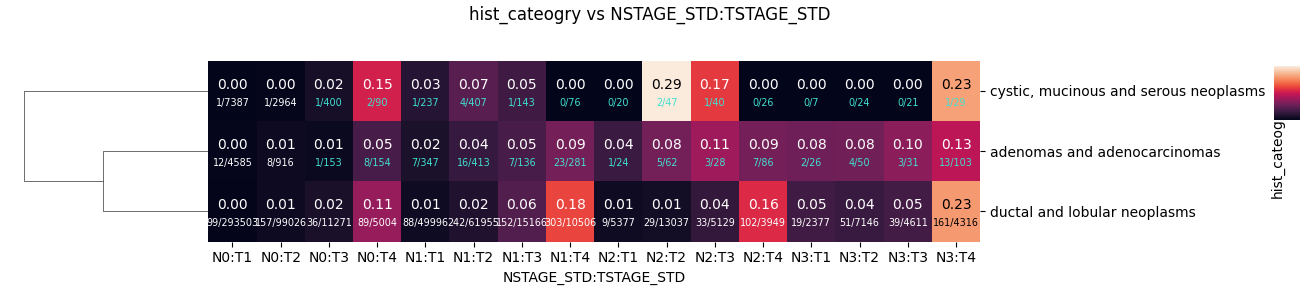 hist_cateogry vs NSTAGE_STD:TSTAGE_STD
0.00 0.00 0.02 0.15 0.03 0.07 0.05 0.00 0.00 0.29 0.17 0.00 0.00 0.00 0.00 0.23
1/7387 1/2964 1/400 2/90 1/237 4/407 1/143 0/76 0/20 2/47 1/40 0/26 0/7 0/24 0/21
cystic, mucinous and serous neoplasms
0.00 0.01 0.01 0.05 0.02 0.04 0.05 0.09 0.04 0.08 0.11 0.09 0.08 0.08 0.10 0.13
12/4585 8/916 1/153 8/154 7/347 16/413 7/136 23/281 1/24 5/62 3/28 7/86 2/26 4/50 3/31 13/103
adenomas and adenocarcinomas
0.00 0.01 0.02 0.11 0.01 0.02 0.06 0.18 0.01 0.01 0.04 0.16 0.03 0.04 0.05 0.23
99/293503 157/99026 36/11271 89/5004 88/49996 242/61955 152/15166 303/10506 9/5377 29/13037 33/5129 102/3949 19/2377 51/7146 39/4611 161/4316
ductal and lobular neoplasms
N0:T1 N0:T2 N0:T3 N0:T4 N1:T1 N1:T2 N1:T3 N1:T4 N2:T1 N2:T2 N2:T3 N2:T4 N3:T1 N3:T2 N3:T3 N3:T4
NSTAGE_STD:TSTAGE_STD
hist_cateog